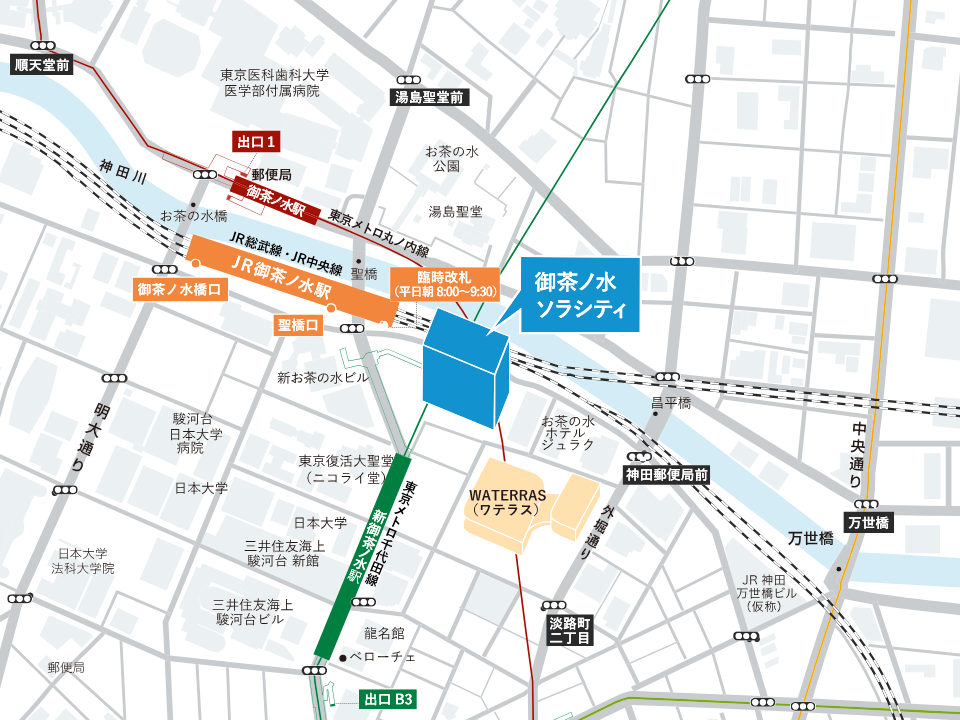 順天堂前
東京医科歯科大学
医学部付属病院
湯島聖堂前
出口 1
神田川
郵便局
御茶ノ水駅
お茶の水
公園
湯島聖堂
お茶の水橋
東京メトロ丸ノ内線
JR総武線・JR中央線
JR御茶ノ水駅
聖橋
臨時改札
(平日朝 8:00〜9:30)
御茶ノ水
ソラシティ
御茶ノ水橋口
聖橋口
新お茶の水ビル
明大通り
駿河台
日本大学
病院
昌平橋
お茶の水
ホテル
ジュラク
中央通り
東京復活大聖堂
(ニコライ堂)
神田郵便局前
日本大学
WATERRAS
(ワテラス)
東京メトロ千代田線
新御茶ノ水駅
外堀通り
万世橋
万世橋
日本大学
三井住友海上
駿河台 新館
日本大学
法科大学院
JR 神田
万世橋ビル
(仮称)
三井住友海上
駿河台ビル
淡路町
二丁目
龍名館
ベローチェ
郵便局
出口 B3